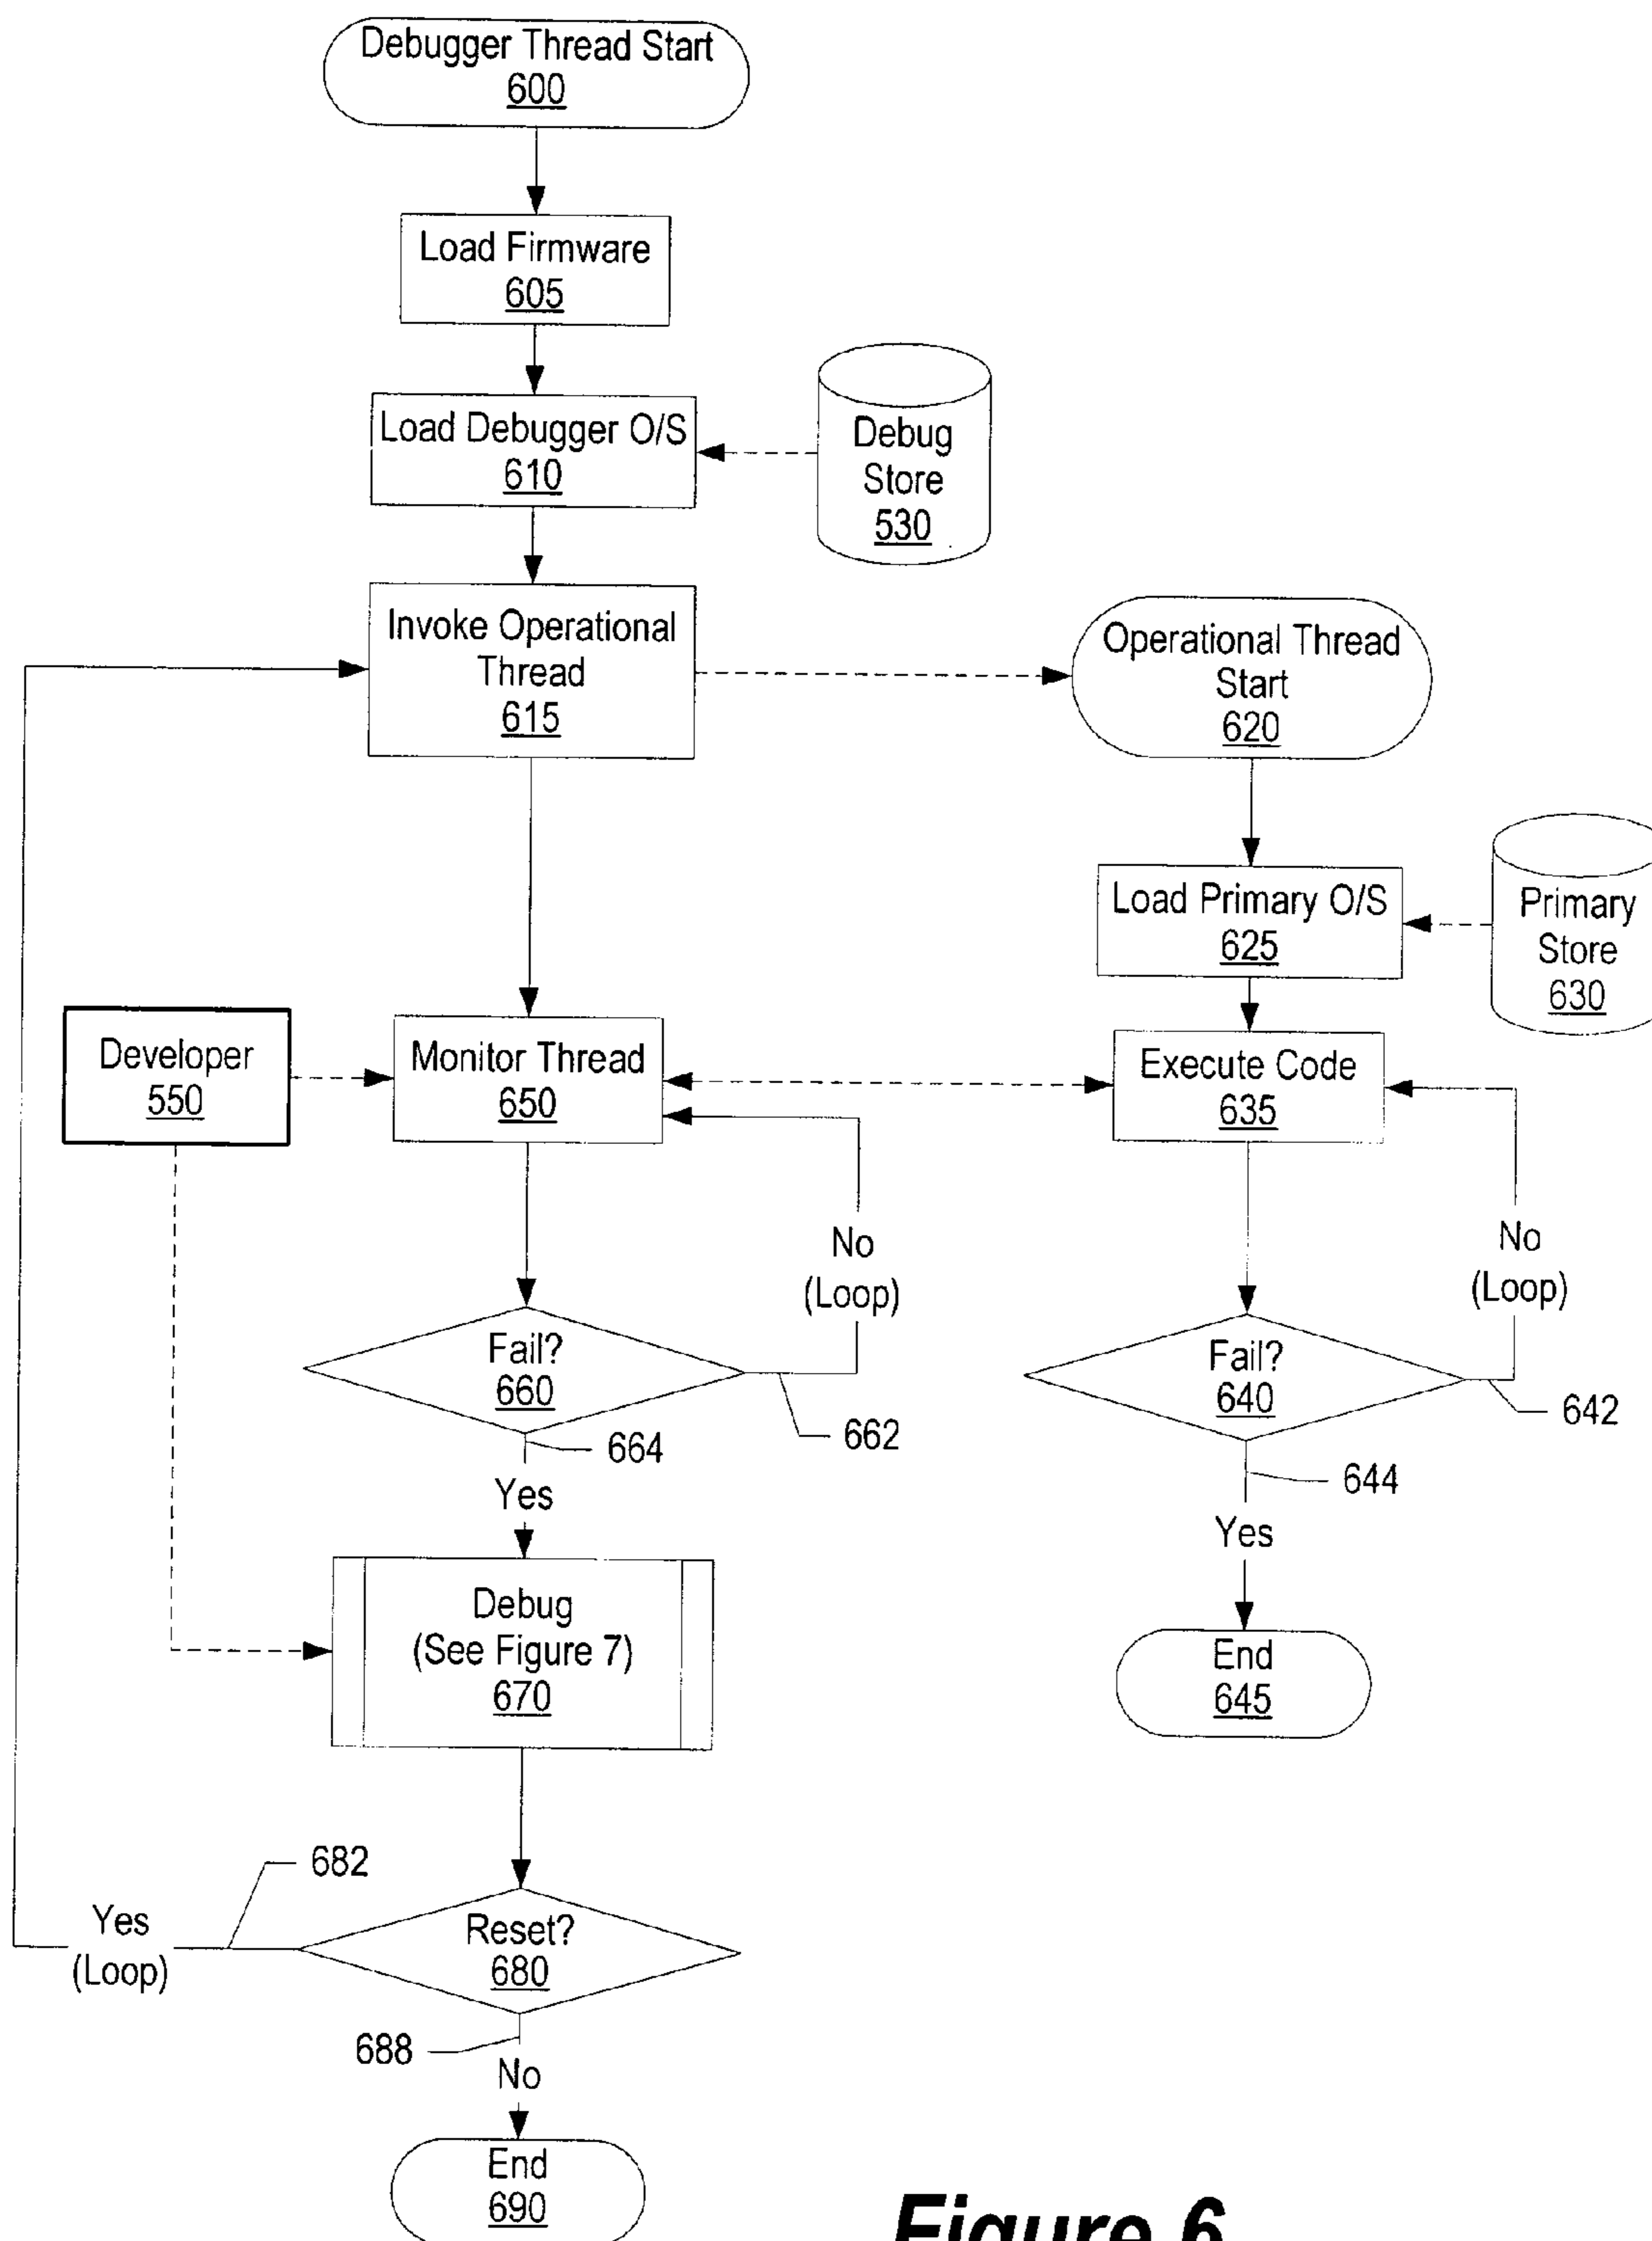 Debugger Thread Start
600
Load Firmware
605
Load Debugger O/S
610
Debug
Store
530
Invoke Operational
Thread
615
Operational Thread
Start
620
Load Primary O/S
625
Primary
Store
630
Developer
550
Monitor Thread
650
Execute Code
635
No
(Loop)
No
(Loop)
Fail?
660
Fail?
640
662
642
664
644
Yes
Yes
Debug
(See Figure 7)
670
End
645
682
Yes
(Loop)
Reset?
680
688
No
End
690
Figure 6